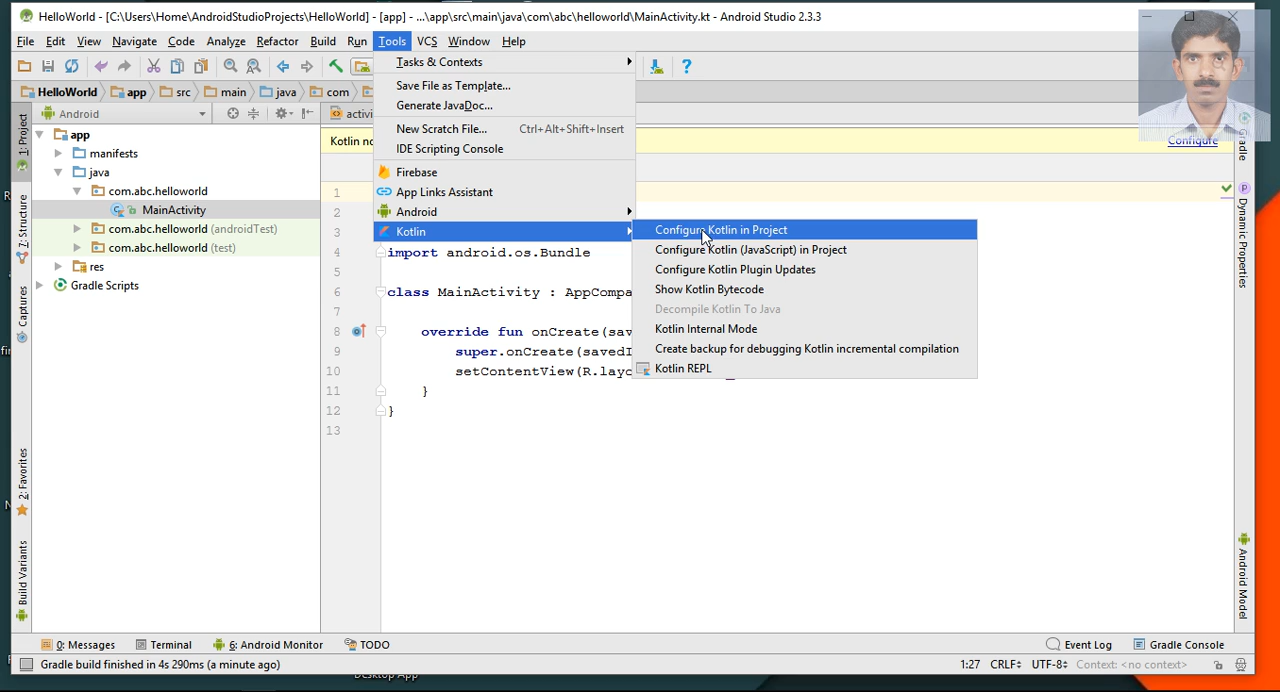 HelloWorld - [C:\Users\Home\AndroidStudioProjects\HelloWorld] - [app] - ...\app\src\main\java\com\abc\helloworld\MainActivity.kt - Android Studio 2.3.3
File Edit View Navigate Code Analyze Refactor Build Run Tools VCS Window Help
HelloWorld app src main java com
Android
activi
1: Project
7: Structure
Captures
2: Favorites
Build Variants
app
manifests
java
com.abc.helloworld
MainActivity
com.abc.helloworld (androidTest)
com.abc.helloworld (test)
res
Gradle Scripts
Tasks & Contexts
Save File as Template...
Generate JavaDoc...
New Scratch File... Ctrl+Alt+Shift+Insert
IDE Scripting Console
Firebase
App Links Assistant
Android
Kotlin
Configure Kotlin in Project
Configure Kotlin (JavaScript) in Project
Configure Kotlin Plugin Updates
Show Kotlin Bytecode
Decompile Kotlin To Java
Kotlin Internal Mode
Create backup for debugging Kotlin incremental compilation
Kotlin REPL
Kotlin no
Configure
1
2
3
4 import android.os.Bundle
5
6 class MainActivity : AppCompa
7
8 override fun onCreate(sav
9 super.onCreate(savedI
10 setContentView(R.layo
11 }
12 }
13
Gradle
Dynamic Properties
Android Model
0: Messages Terminal 6: Android Monitor TODO Event Log Gradle Console
Gradle build finished in 4s 290ms (a minute ago) 1:27 CRLF UTF-8 Context: <no context>
Desktop App